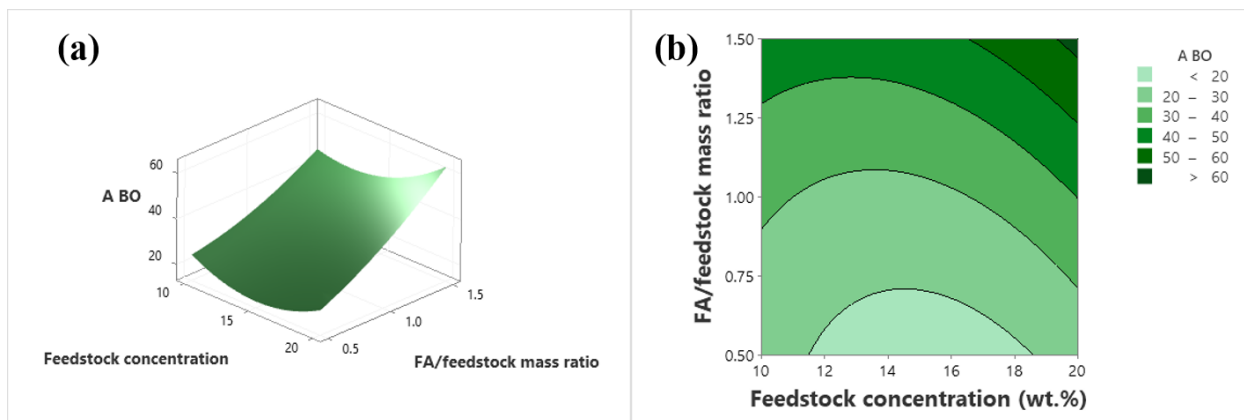 (a)
60
A BO
40
20
10
15
20
0.5
1.0
1.5
Feedstock concentration
FA/feedstock mass ratio
(b)
FA/feedstock mass ratio
1.50
1.25
1.00
0.75
0.50
10
12
14
16
18
20
Feedstock concentration (wt.%)
A BO
< 20
20 – 30
30 – 40
40 – 50
50 – 60
> 60